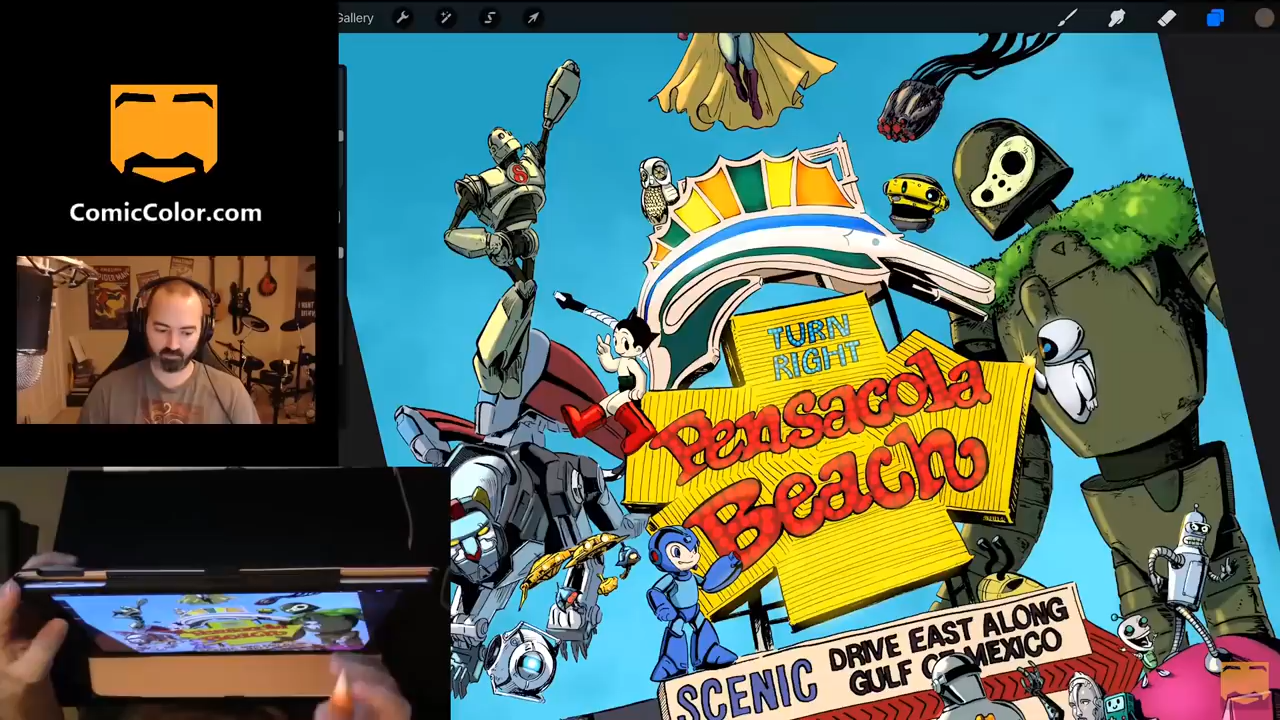 Gallery
ComicColor.com
TURN
RIGHT
Pensacola
Beach
SCENIC
DRIVE EAST ALONG
GULF OF MEXICO